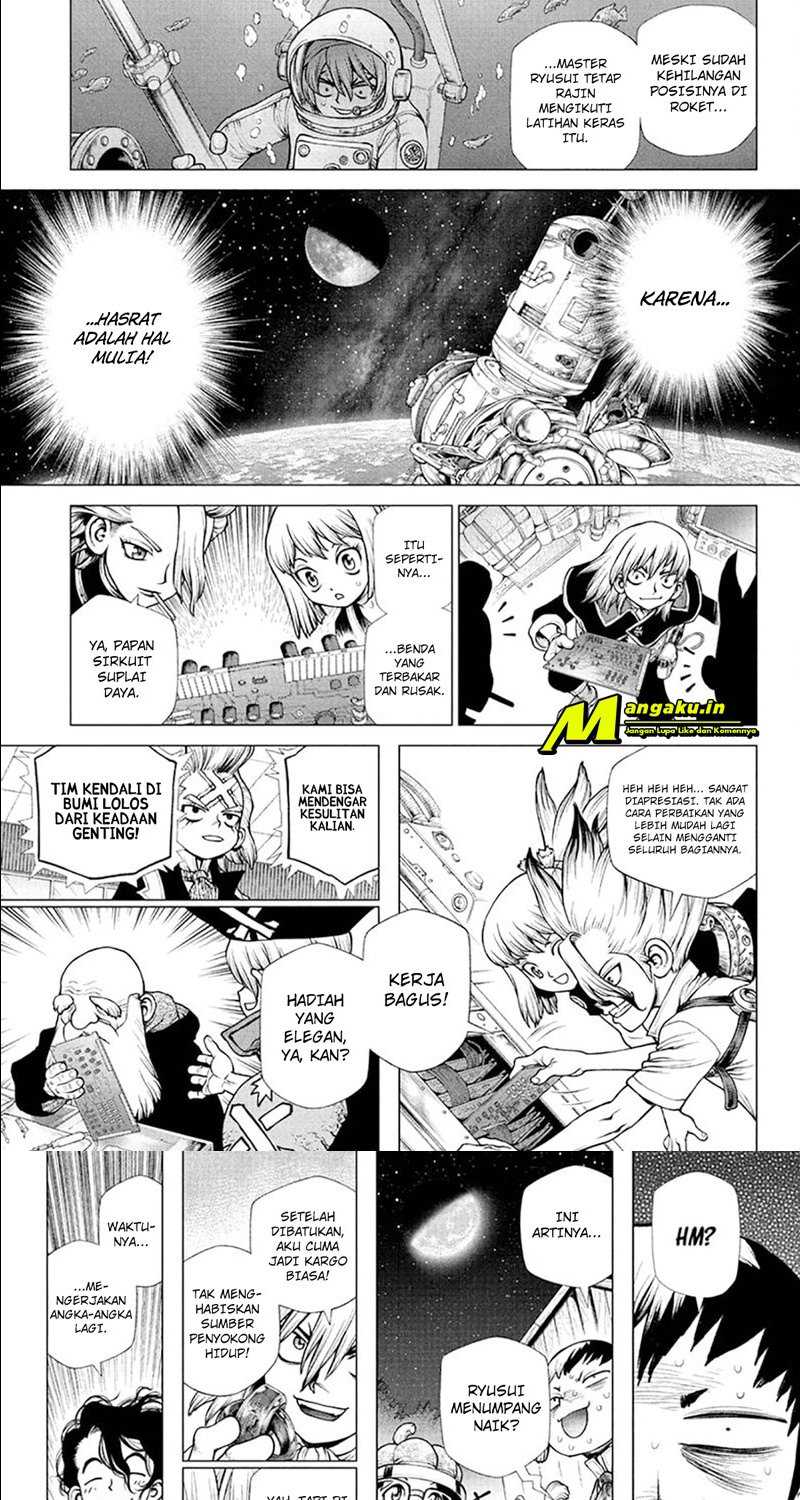 MESKI SUDAH
KEHILANGAN
POSISINYA DI
ROKET...
...MASTER
RYUSUI TETAP
RAJIN
MENGIKUTI
LATIHAN KERAS
ITU.
KARENA...
...HASRAT
ADALAH HAL
MULIA!
ITU
SEPERTI-
NYA...
...BENDA
YANG
TERBAKAR
DAN RUSAK.
YA, PAPAN
SIRKUIT
SUPLAI
DAYA.
Mangaku.in
Jangan Lupa Like dan Komennya
HEH HEH HEH... SANGAT
DIAPRESIASI. TAK ADA
CARA PERBAIKAN YANG
LEBIH MUDAH LAGI
SELAIN MENGGANTI
SELURUH BAGIANNYA.
KAMI BISA
MENDENGAR
KESULITAN
KALIAN.
TIM KENDALI DI
BUMI LOLOS
DARI KEADAAN
GENTING!
KERJA
BAGUS!
HADIAH
YANG
ELEGAN,
YA, KAN?
HM?
INI
ARTINYA...
RYUSUI
MENUMPANG
NAIK?
SETELAH
DIBATUKAN,
AKU CUMA
JADI KARGO
BIASA!
TAK MENG-
HABISKAN
SUMBER
PENYOKONG
HIDUP!
WAKTU-
NYA...
...ME-
NGERJAKAN
ANGKA-ANGKA
LAGI.